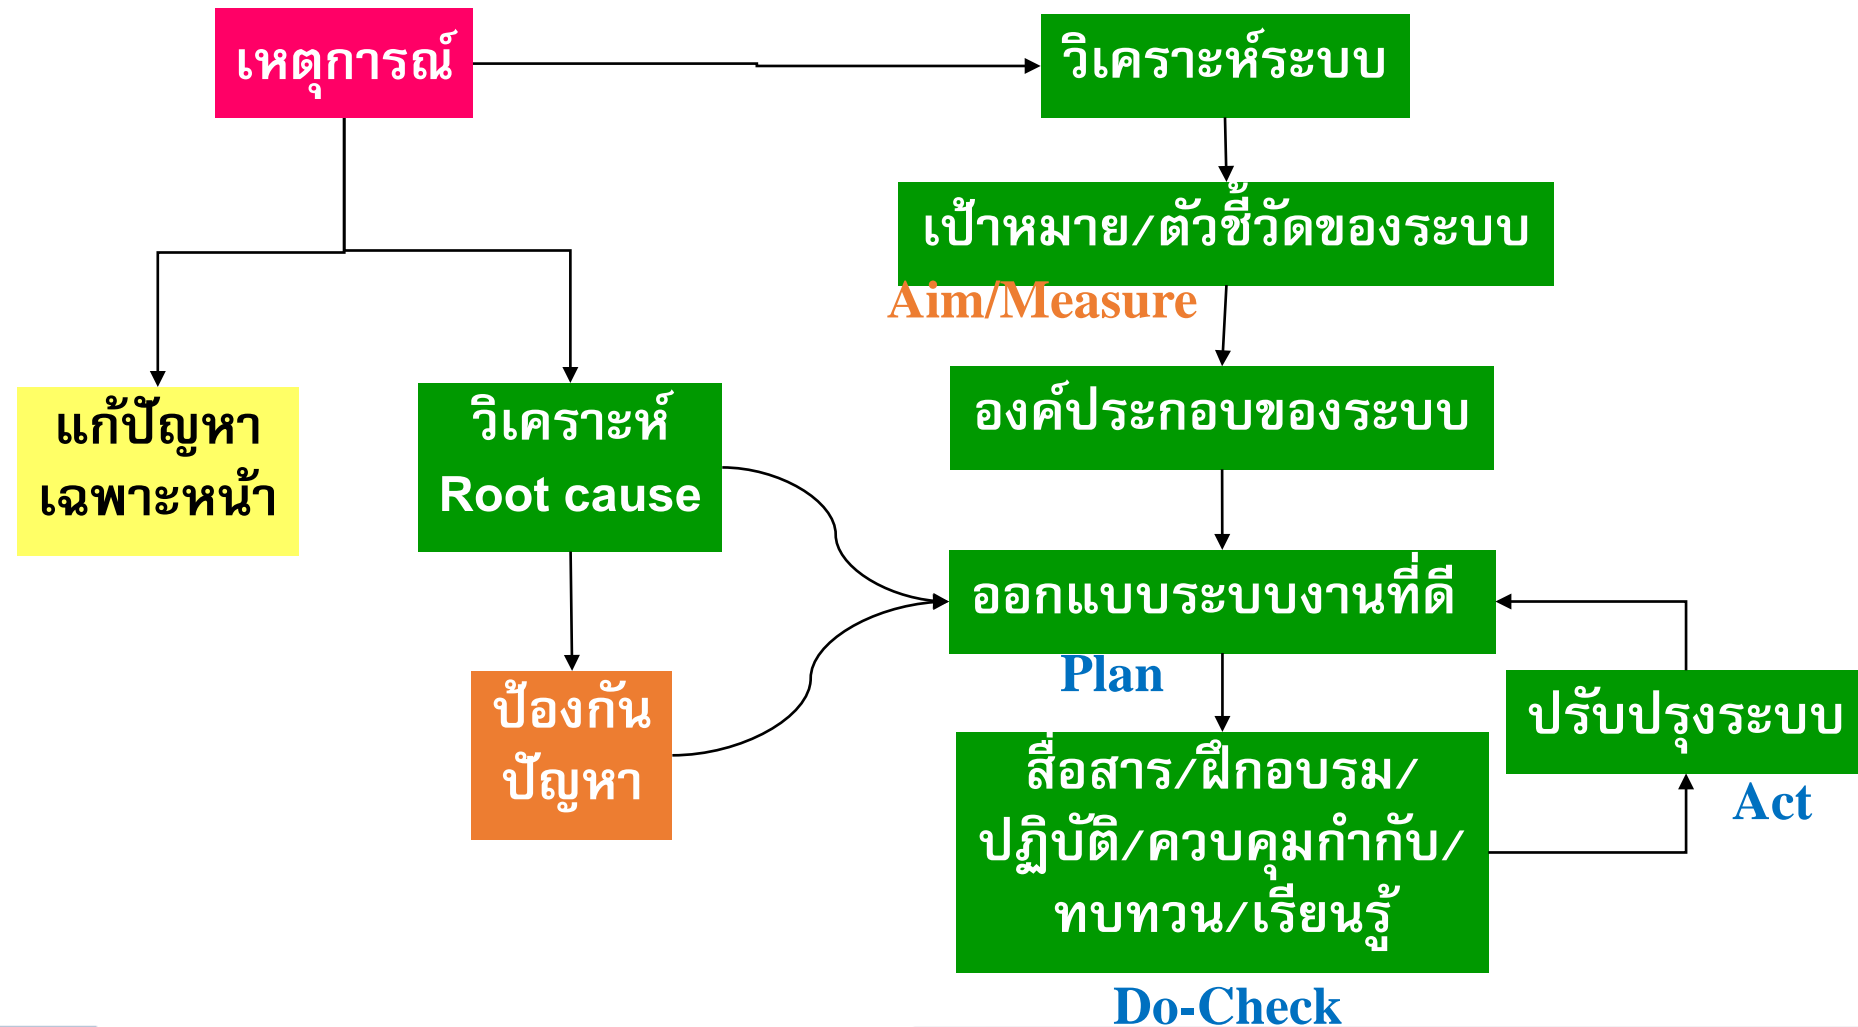 เหตุการณ์
วิเคราะห์ระบบ
เป้าหมาย/ตัวชี้วัดของระบบ
Aim/Measure
องค์ประกอบของระบบ
แก้ปัญหา
เฉพาะหน้า
วิเคราะห์
Root cause
ออกแบบระบบงานที่ดี
Plan
ป้องกัน
ปัญหา
ปรับปรุงระบบ
Act
สื่อสาร/ฝึกอบรม/
ปฏิบัติ/ควบคุมกำกับ/
ทบทวน/เรียนรู้
Do-Check